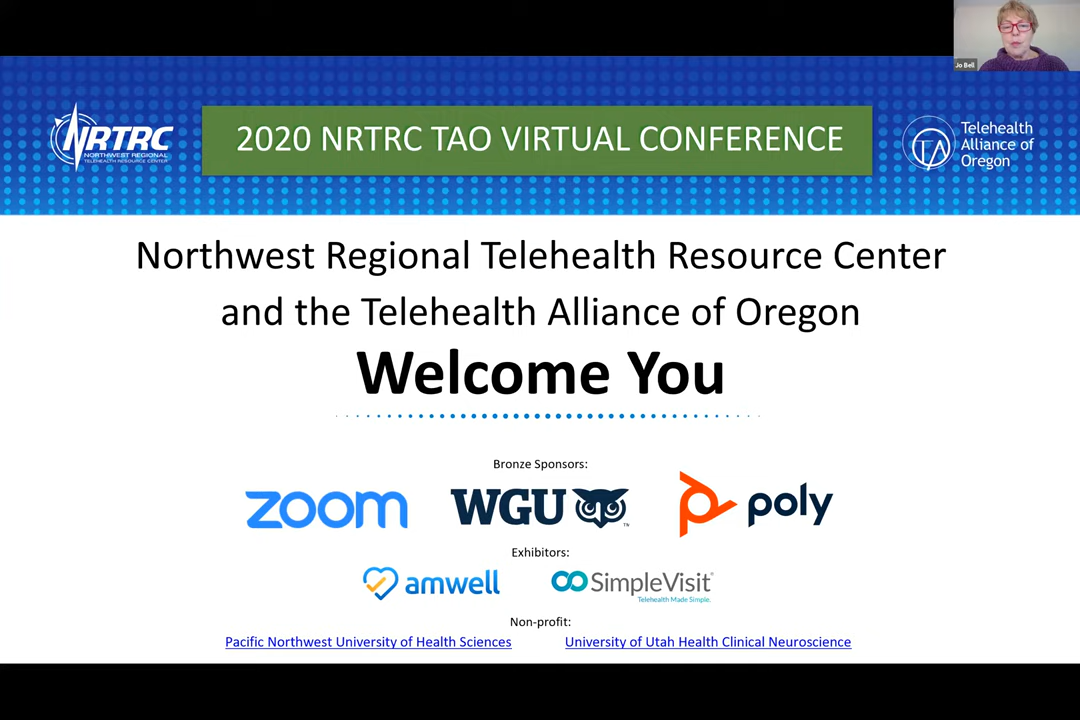 Jo Bell
NRTRC
NORTHWEST REGIONAL
TELEHEALTH RESOURCE CENTER
2020 NRTRC TAO VIRTUAL CONFERENCE
TA
Telehealth
Alliance of
Oregon
Northwest Regional Telehealth Resource Center
and the Telehealth Alliance of Oregon
Welcome You
Bronze Sponsors:
zoom
WGU ™
poly
Exhibitors:
amwell
SimpleVisit®
Telehealth Made Simple.
Non-profit:
Pacific Northwest University of Health Sciences
University of Utah Health Clinical Neuroscience